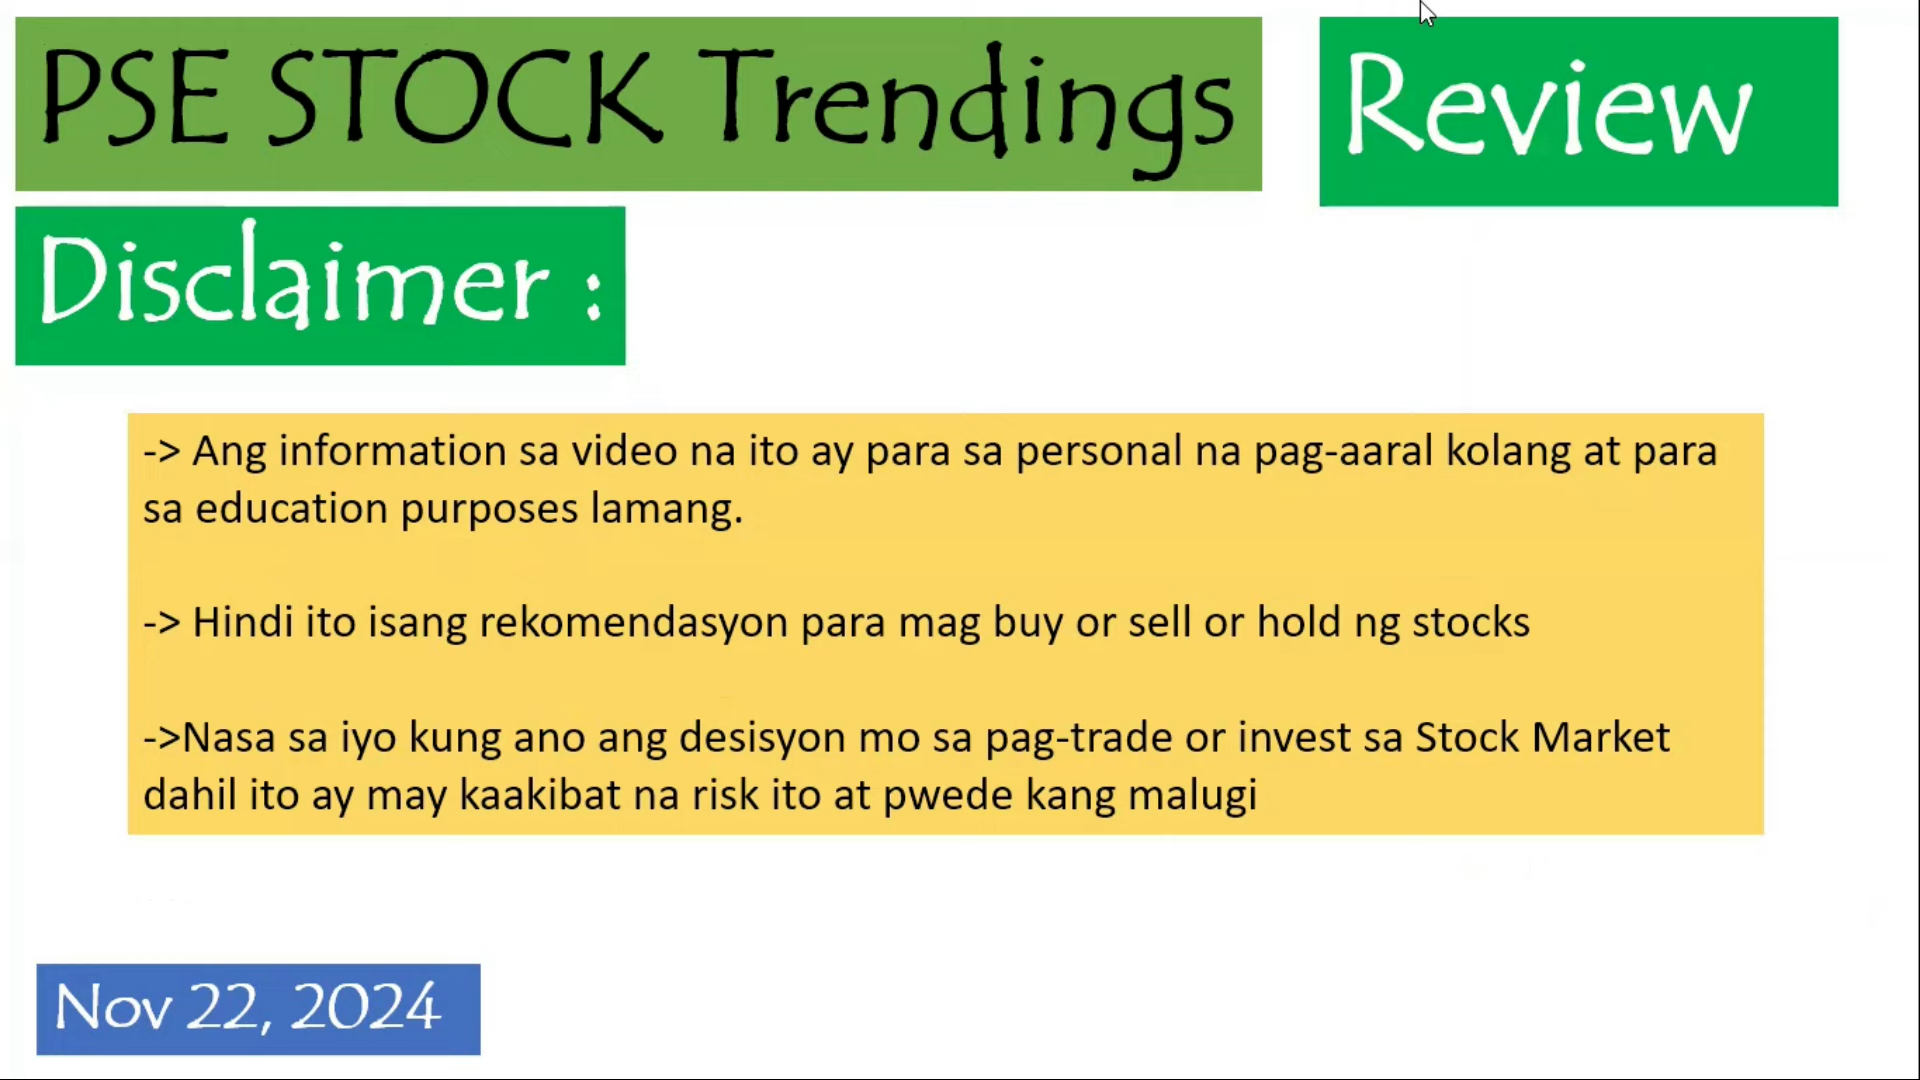 PSE STOCK Trendings
Review
Disclaimer :
-> Ang information sa video na ito ay para sa personal na pag-aaral kolang at para
sa education purposes lamang.
-> Hindi ito isang rekomendasyon para mag buy or sell or hold ng stocks
->Nasa sa iyo kung ano ang desisyon mo sa pag-trade or invest sa Stock Market
dahil ito ay may kaakibat na risk ito at pwede kang malugi
Nov 22, 2024